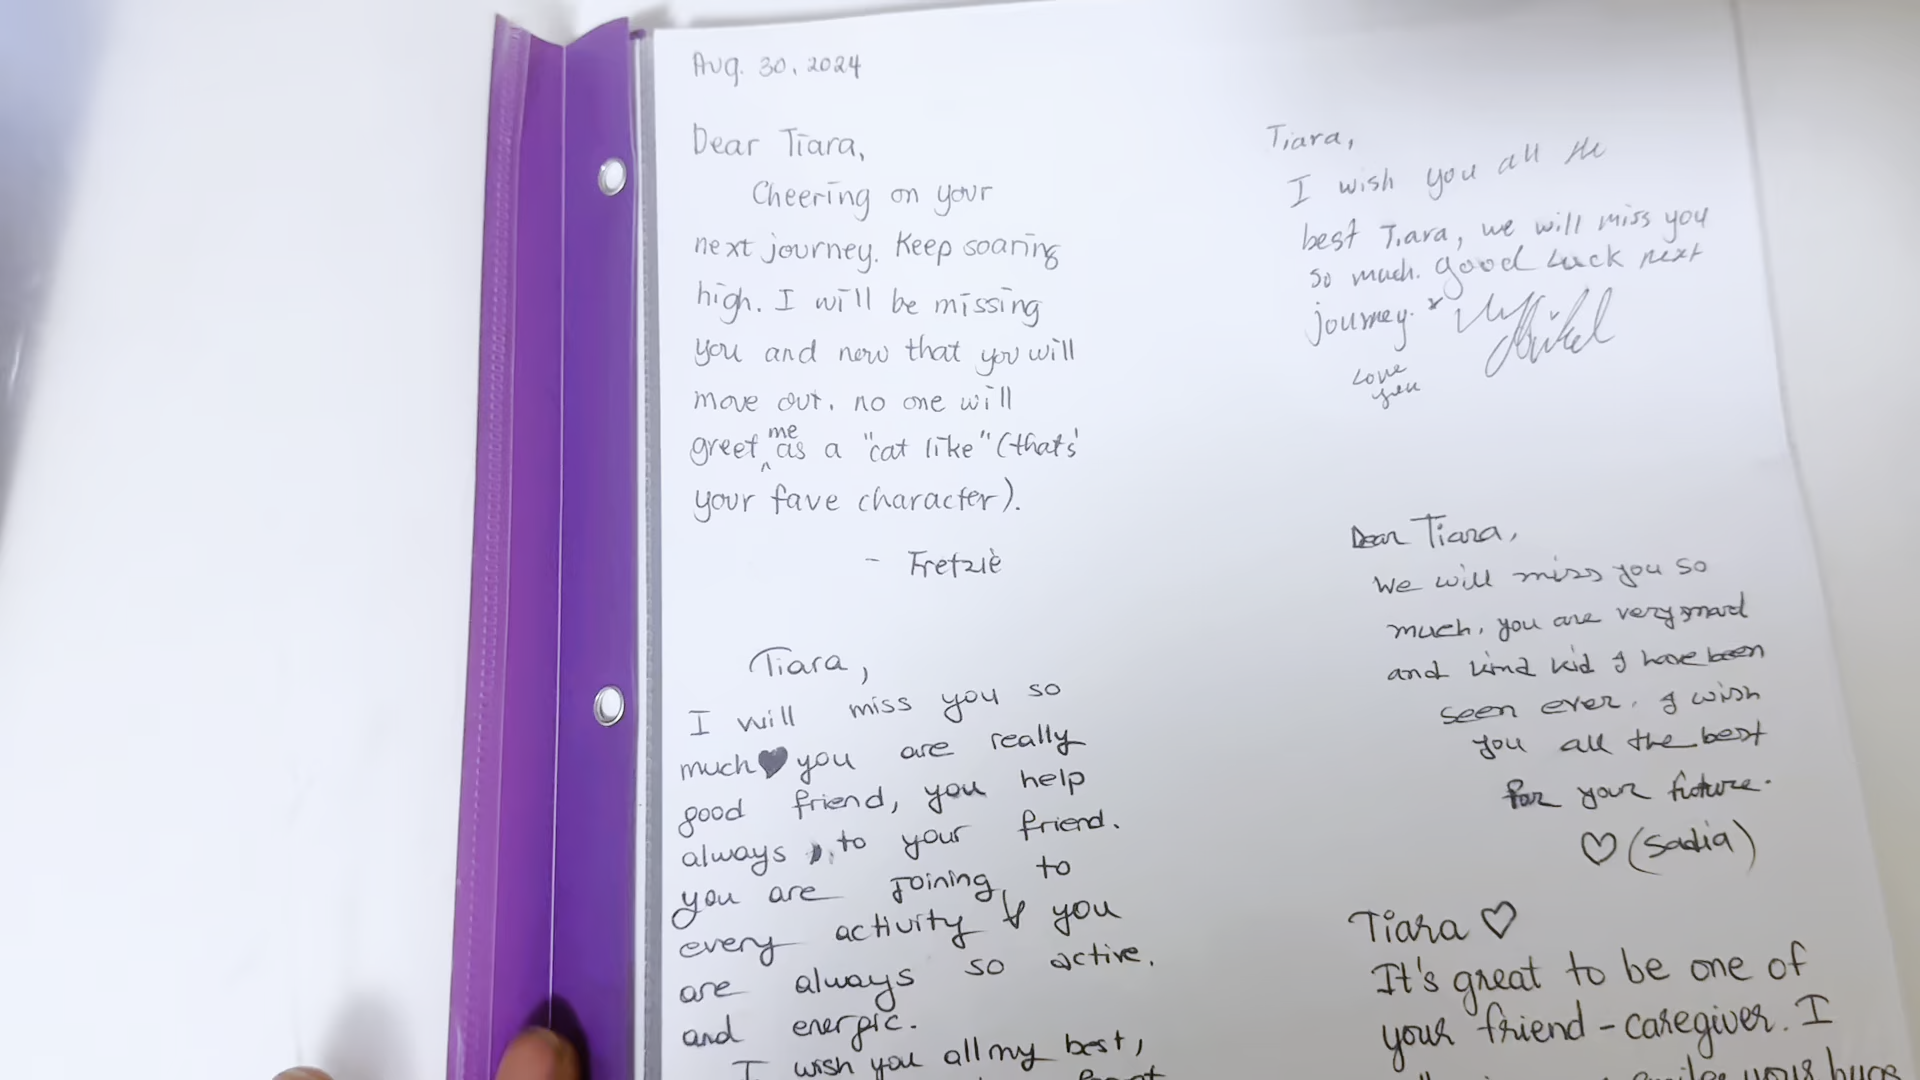 Aug. 30, 2024
Dear Tiara,
Cheering on your
next journey. Keep soaring
high. I will be missing
you and now that you will
move out, no one will
greet me as a "cat like" (that's
your fave character).
- Fretzie
Tiara,
I will miss you so
much you are really
good friend, you help
always to your friend.
you are joining to
every activity & you
are always so active.
and energic.
I wish you all my best,
Tiara,
I wish you all the
best Tiara, we will miss you
so much. good Luck next
journey.
Love
you
Dear Tiara,
We will miss you so
much, you are very smart
and kind kid I have been
seen ever. I wish
you all the best
for your future.
♡ (Sadia)
Tiara ♡
It's great to be one of
your friend-caregiver. I
your hugs